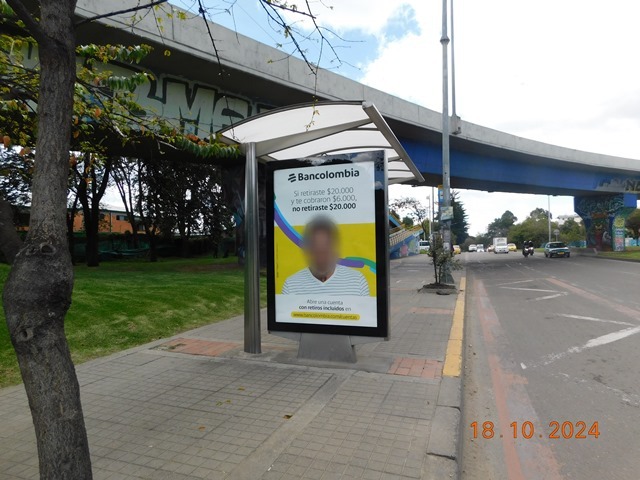 Bancolombia
Si retiraste $20.000
y te cobraron $6.000,
no retiraste $20.000
Abre una cuenta
con retiros incluidos en
18.10.2024